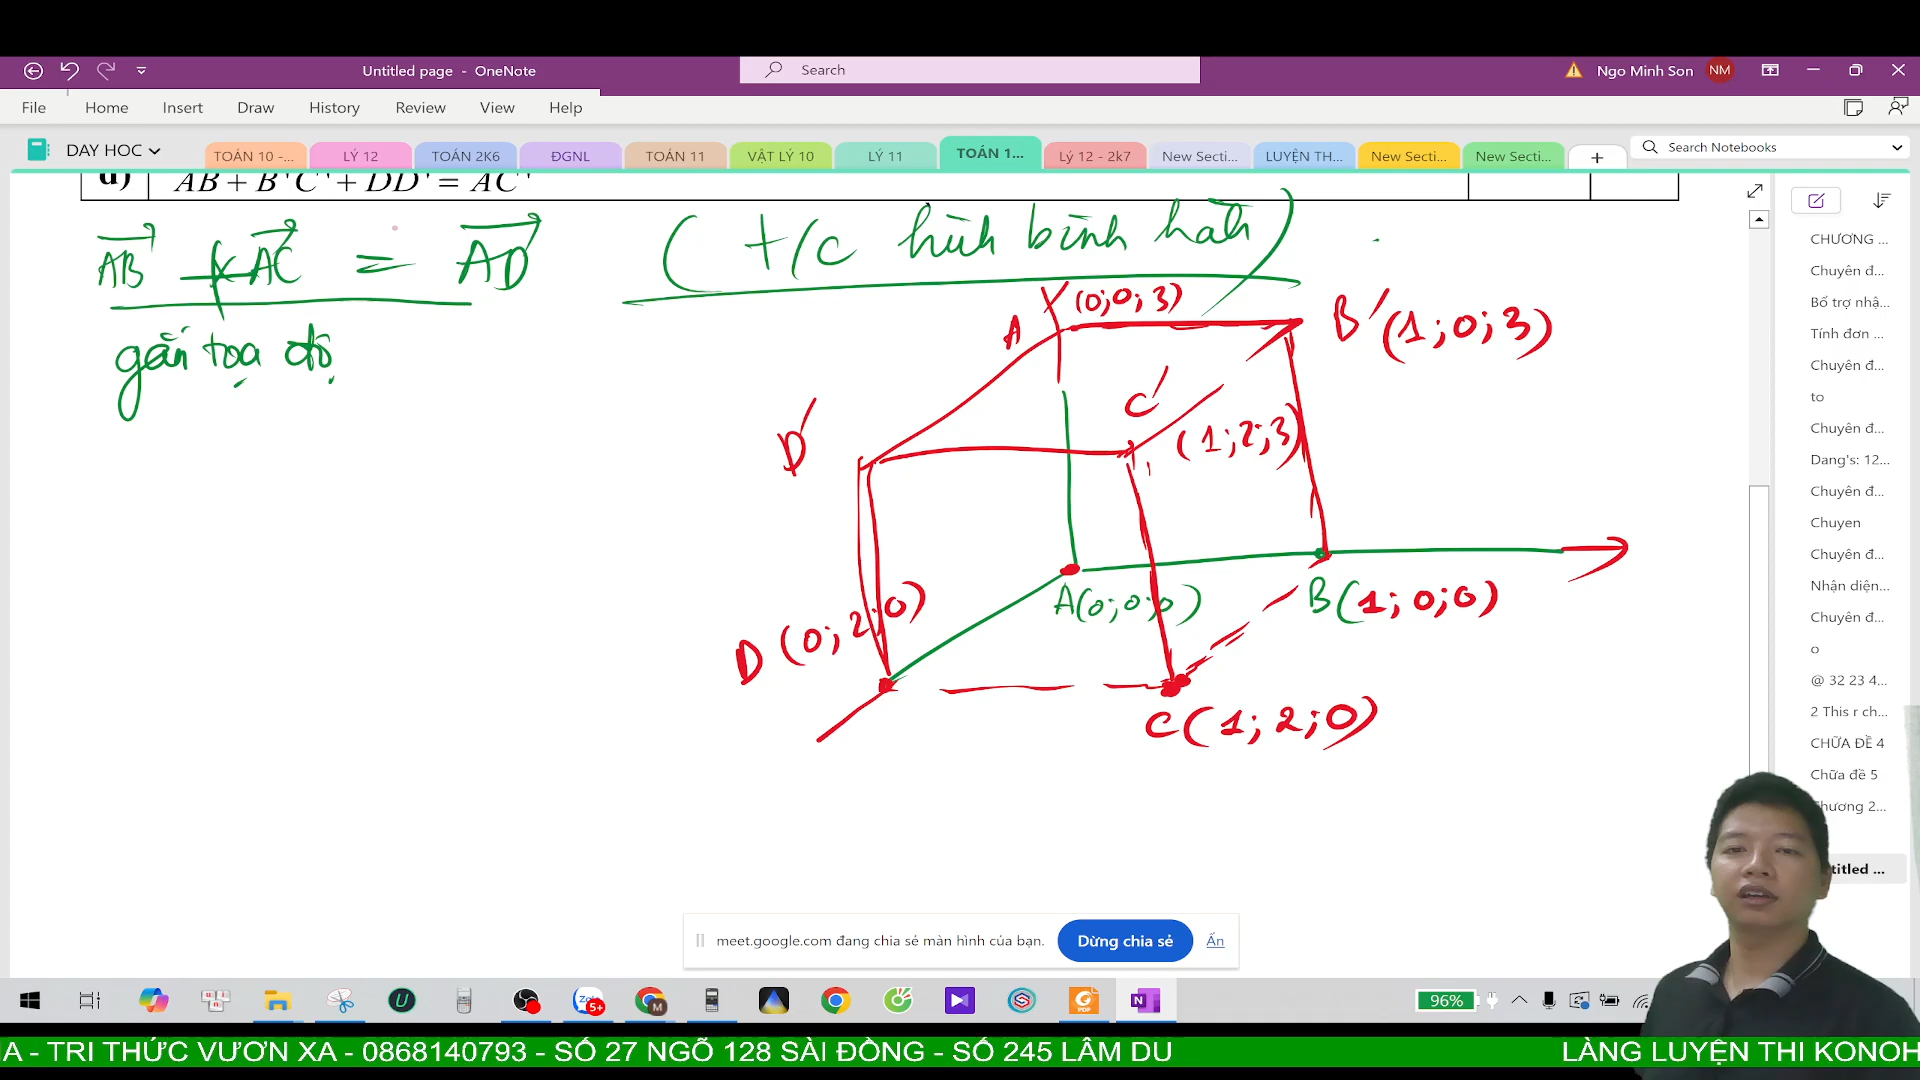 Untitled page - OneNote
Search
Ngo Minh Son NM
File Home Insert Draw History Review View Help
DAY HOC
TOÁN 10 -... LÝ 12 TOÁN 2K6 ĐGNL TOÁN 11 VẬT LÝ 10 LÝ 11 TOÁN 1... Lý 12 - 2k7 New Secti... LUYỆN TH... New Secti... New Secti... +
Search Notebooks
d) AB + B'C' + DD' = AC'
AB + AC = AD
( t/c hình bình hành )
gắn toạ độ
A' (0;0;3)
B' (1;0;3)
C' (1;2;3)
D'
A(0;0;0)
B(1;0;0)
D (0;2;0)
C(1;2;0)
CHƯƠNG ...
Chuyên đ...
Bổ trợ nhậ...
Tính đơn ...
Chuyên đ...
to
Chuyên đ...
Dang's: 12...
Chuyên đ...
Chuyen
Chuyên đ...
Nhận diện...
Chuyên đ...
o
@ 32 23 4...
2 This r ch...
CHỮA ĐỀ 4
Chữa đề 5
hương 2...
titled ...
meet.google.com đang chia sẻ màn hình của bạn. Dừng chia sẻ Ẩn
96%
A - TRI THỨC VƯƠN XA - 0868140793 - SỐ 27 NGÕ 128 SÀI ĐỒNG - SỐ 245 LÂM DU
LÀNG LUYỆN THI KONOH